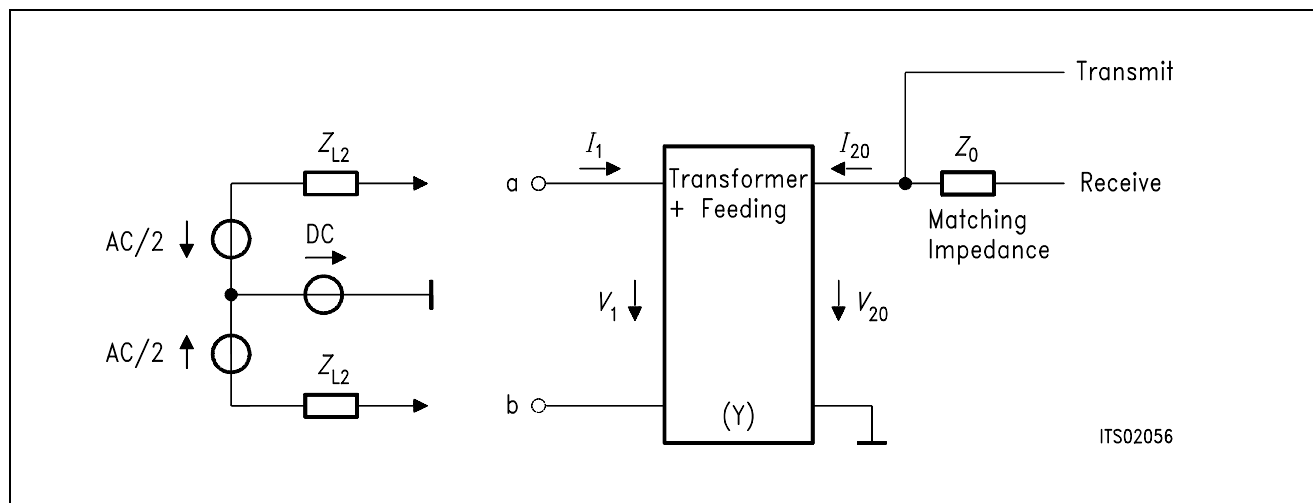 Transmit
Z_L2
I_1
I_20
Z_0
a
Transformer
+ Feeding
Receive
Matching
Impedance
AC/2
DC
V_1
V_20
AC/2
Z_L2
b
(Y)
ITS02056